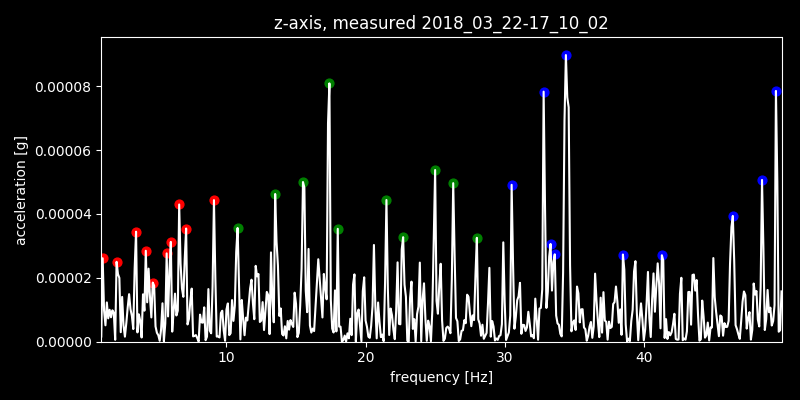 z-axis, measured 2018_03_22-17_10_02
0.00008
0.00006
0.00004
0.00002
0.00000
acceleration [g]
10 20 30 40
frequency [Hz]